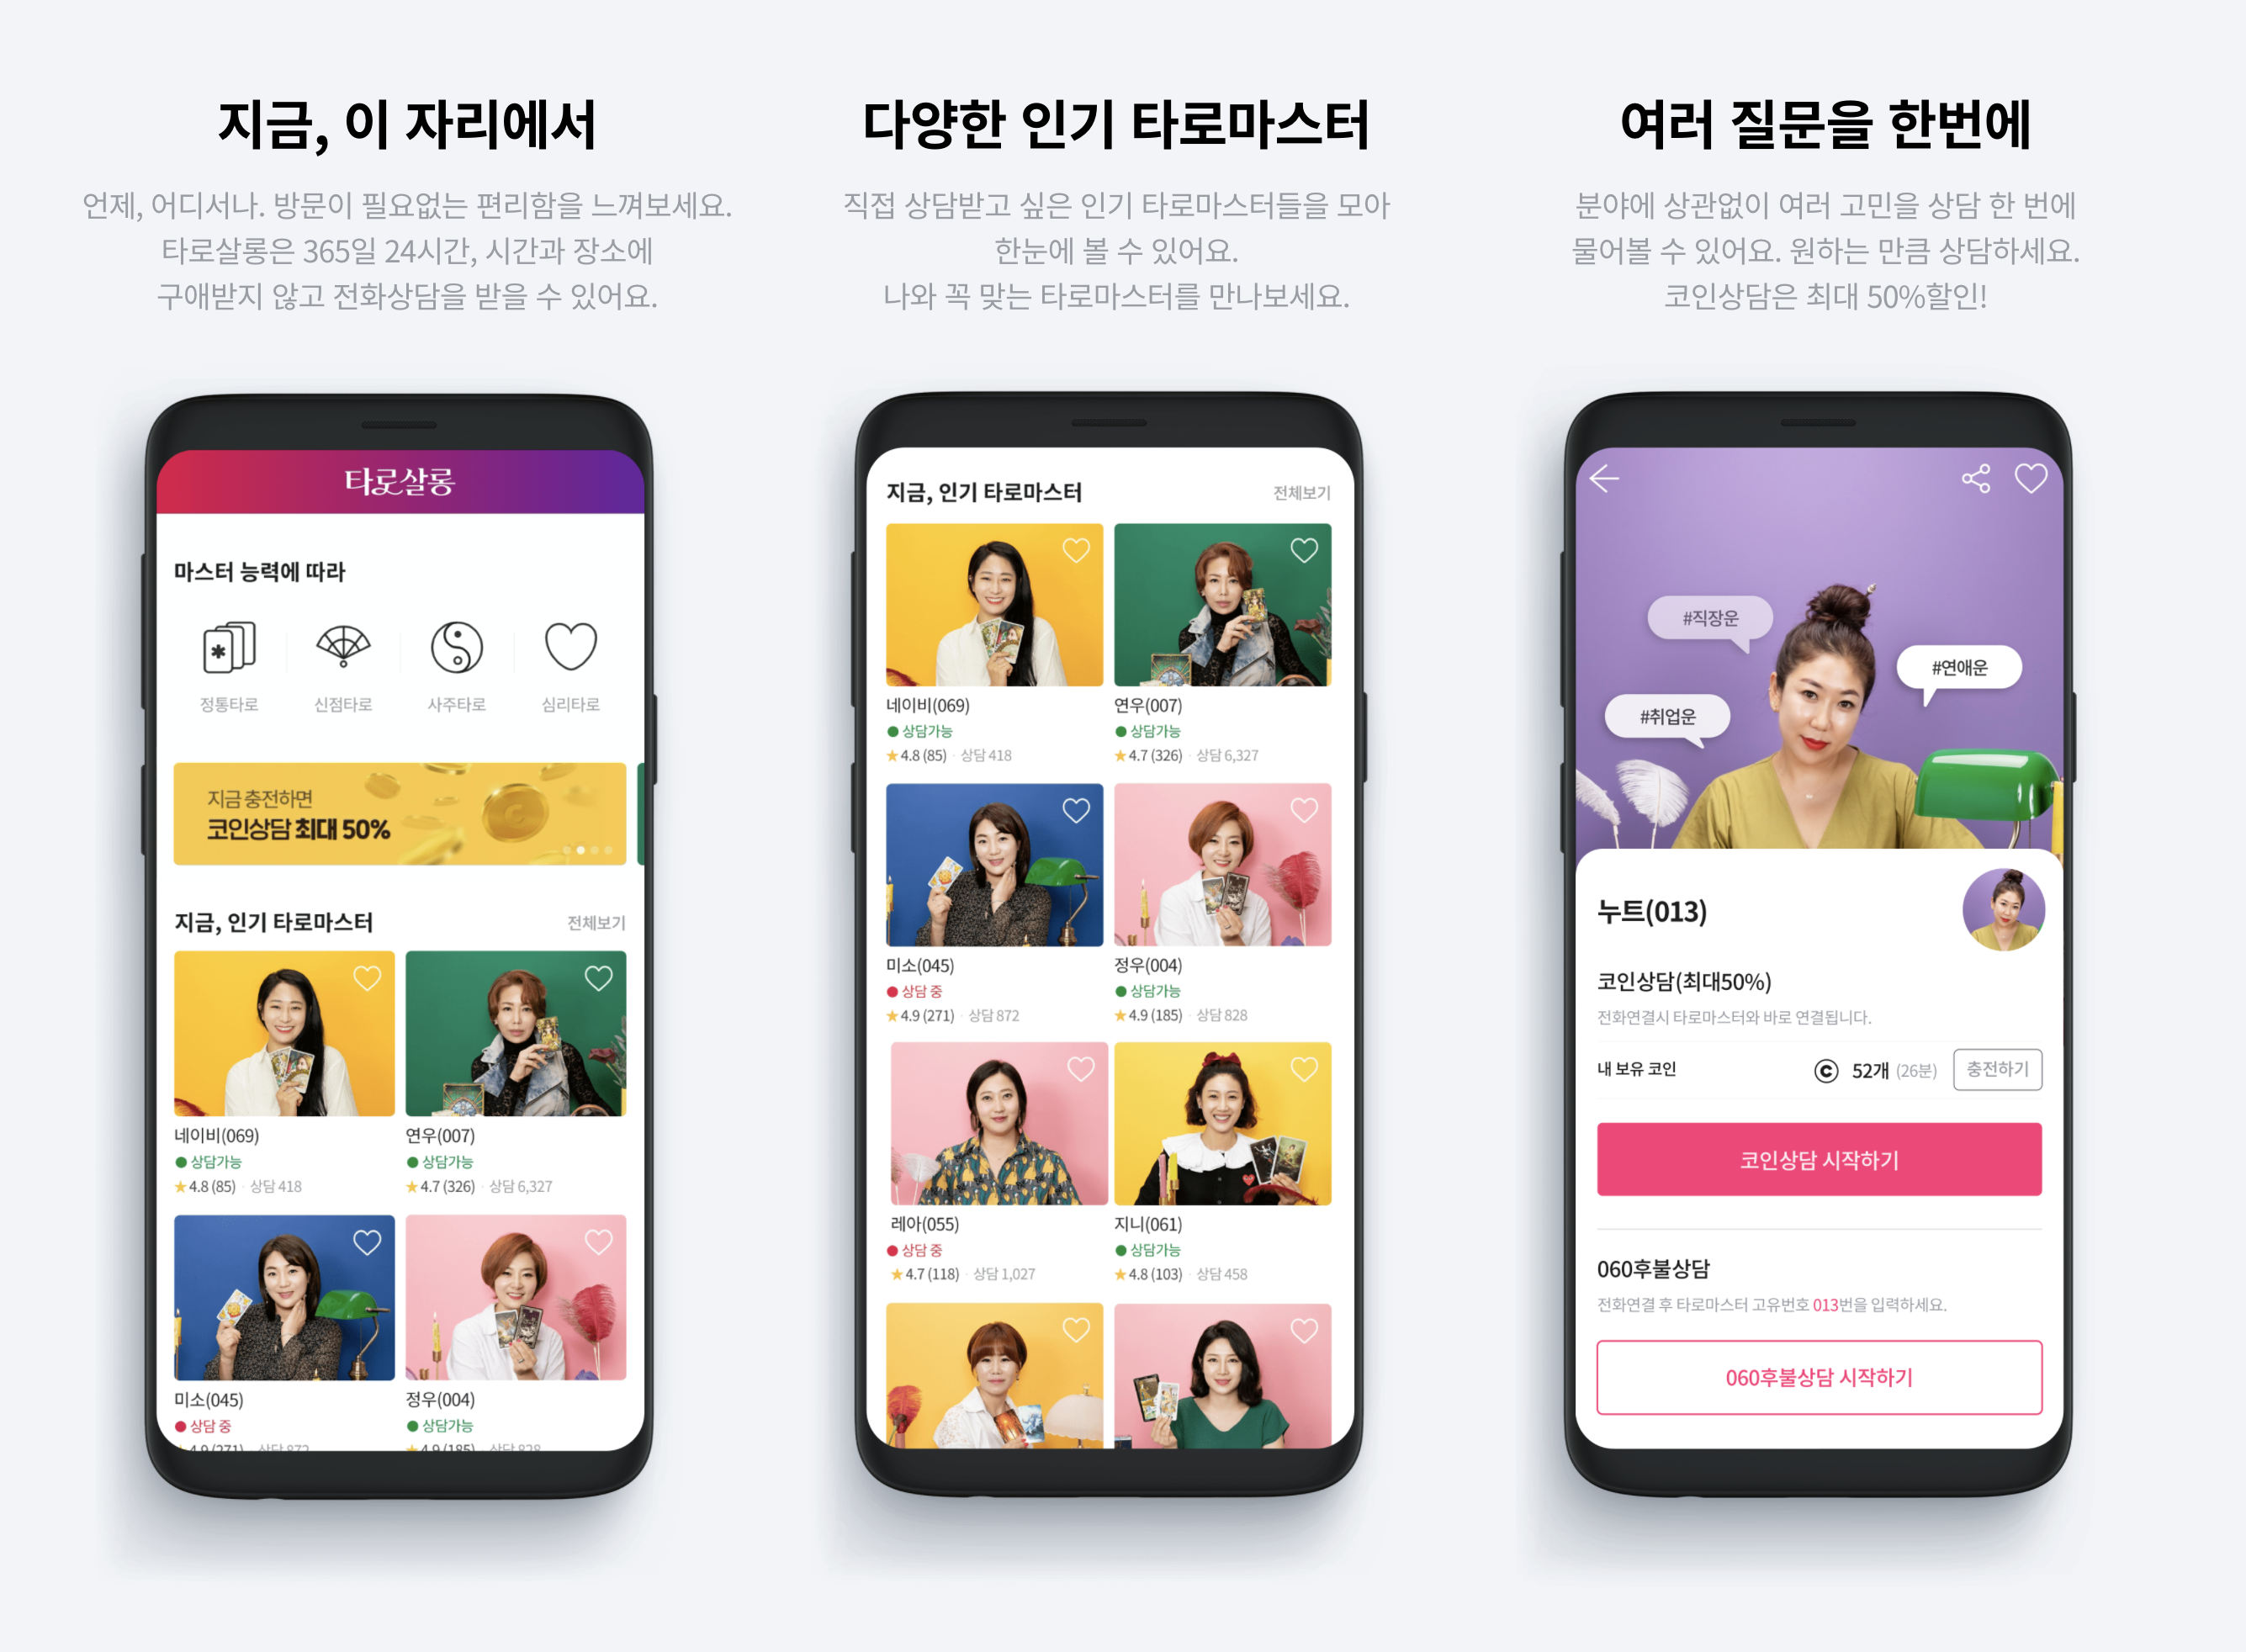 지금, 이 자리에서
언제, 어디서나. 방문이 필요없는 편리함을 느껴보세요.
타로살롱은 365일 24시간, 시간과 장소에
구애받지 않고 전화상담을 받을 수 있어요.
타로살롱
마스터 능력에 따라
정통타로
신점타로
사주타로
심리타로
지금 충전하면
코인상담 최대 50%
지금, 인기 타로마스터
전체보기
네이비(069)
상담가능
4.8 (85) · 상담 418
연우(007)
상담가능
4.7 (326) · 상담 6,327
미소(045)
상담 중
4.9 (271) · 상담 872
정우(004)
상담가능
4.9 (185) · 상담 828
다양한 인기 타로마스터
직접 상담받고 싶은 인기 타로마스터들을 모아
한눈에 볼 수 있어요.
나와 꼭 맞는 타로마스터를 만나보세요.
지금, 인기 타로마스터
전체보기
네이비(069)
상담가능
4.8 (85) · 상담 418
연우(007)
상담가능
4.7 (326) · 상담 6,327
미소(045)
상담 중
4.9 (271) · 상담 872
정우(004)
상담가능
4.9 (185) · 상담 828
레아(055)
상담 중
4.7 (118) · 상담 1,027
지니(061)
상담가능
4.8 (103) · 상담 458
여러 질문을 한번에
분야에 상관없이 여러 고민을 상담 한 번에
물어볼 수 있어요. 원하는 만큼 상담하세요.
코인상담은 최대 50%할인!
#직장운
#연애운
#취업운
누트(013)
코인상담(최대50%)
전화연결시 타로마스터와 바로 연결됩니다.
내 보유 코인
C 52개 (26분)
충전하기
코인상담 시작하기
060후불상담
전화연결 후 타로마스터 고유번호 013번을 입력하세요.
060후불상담 시작하기